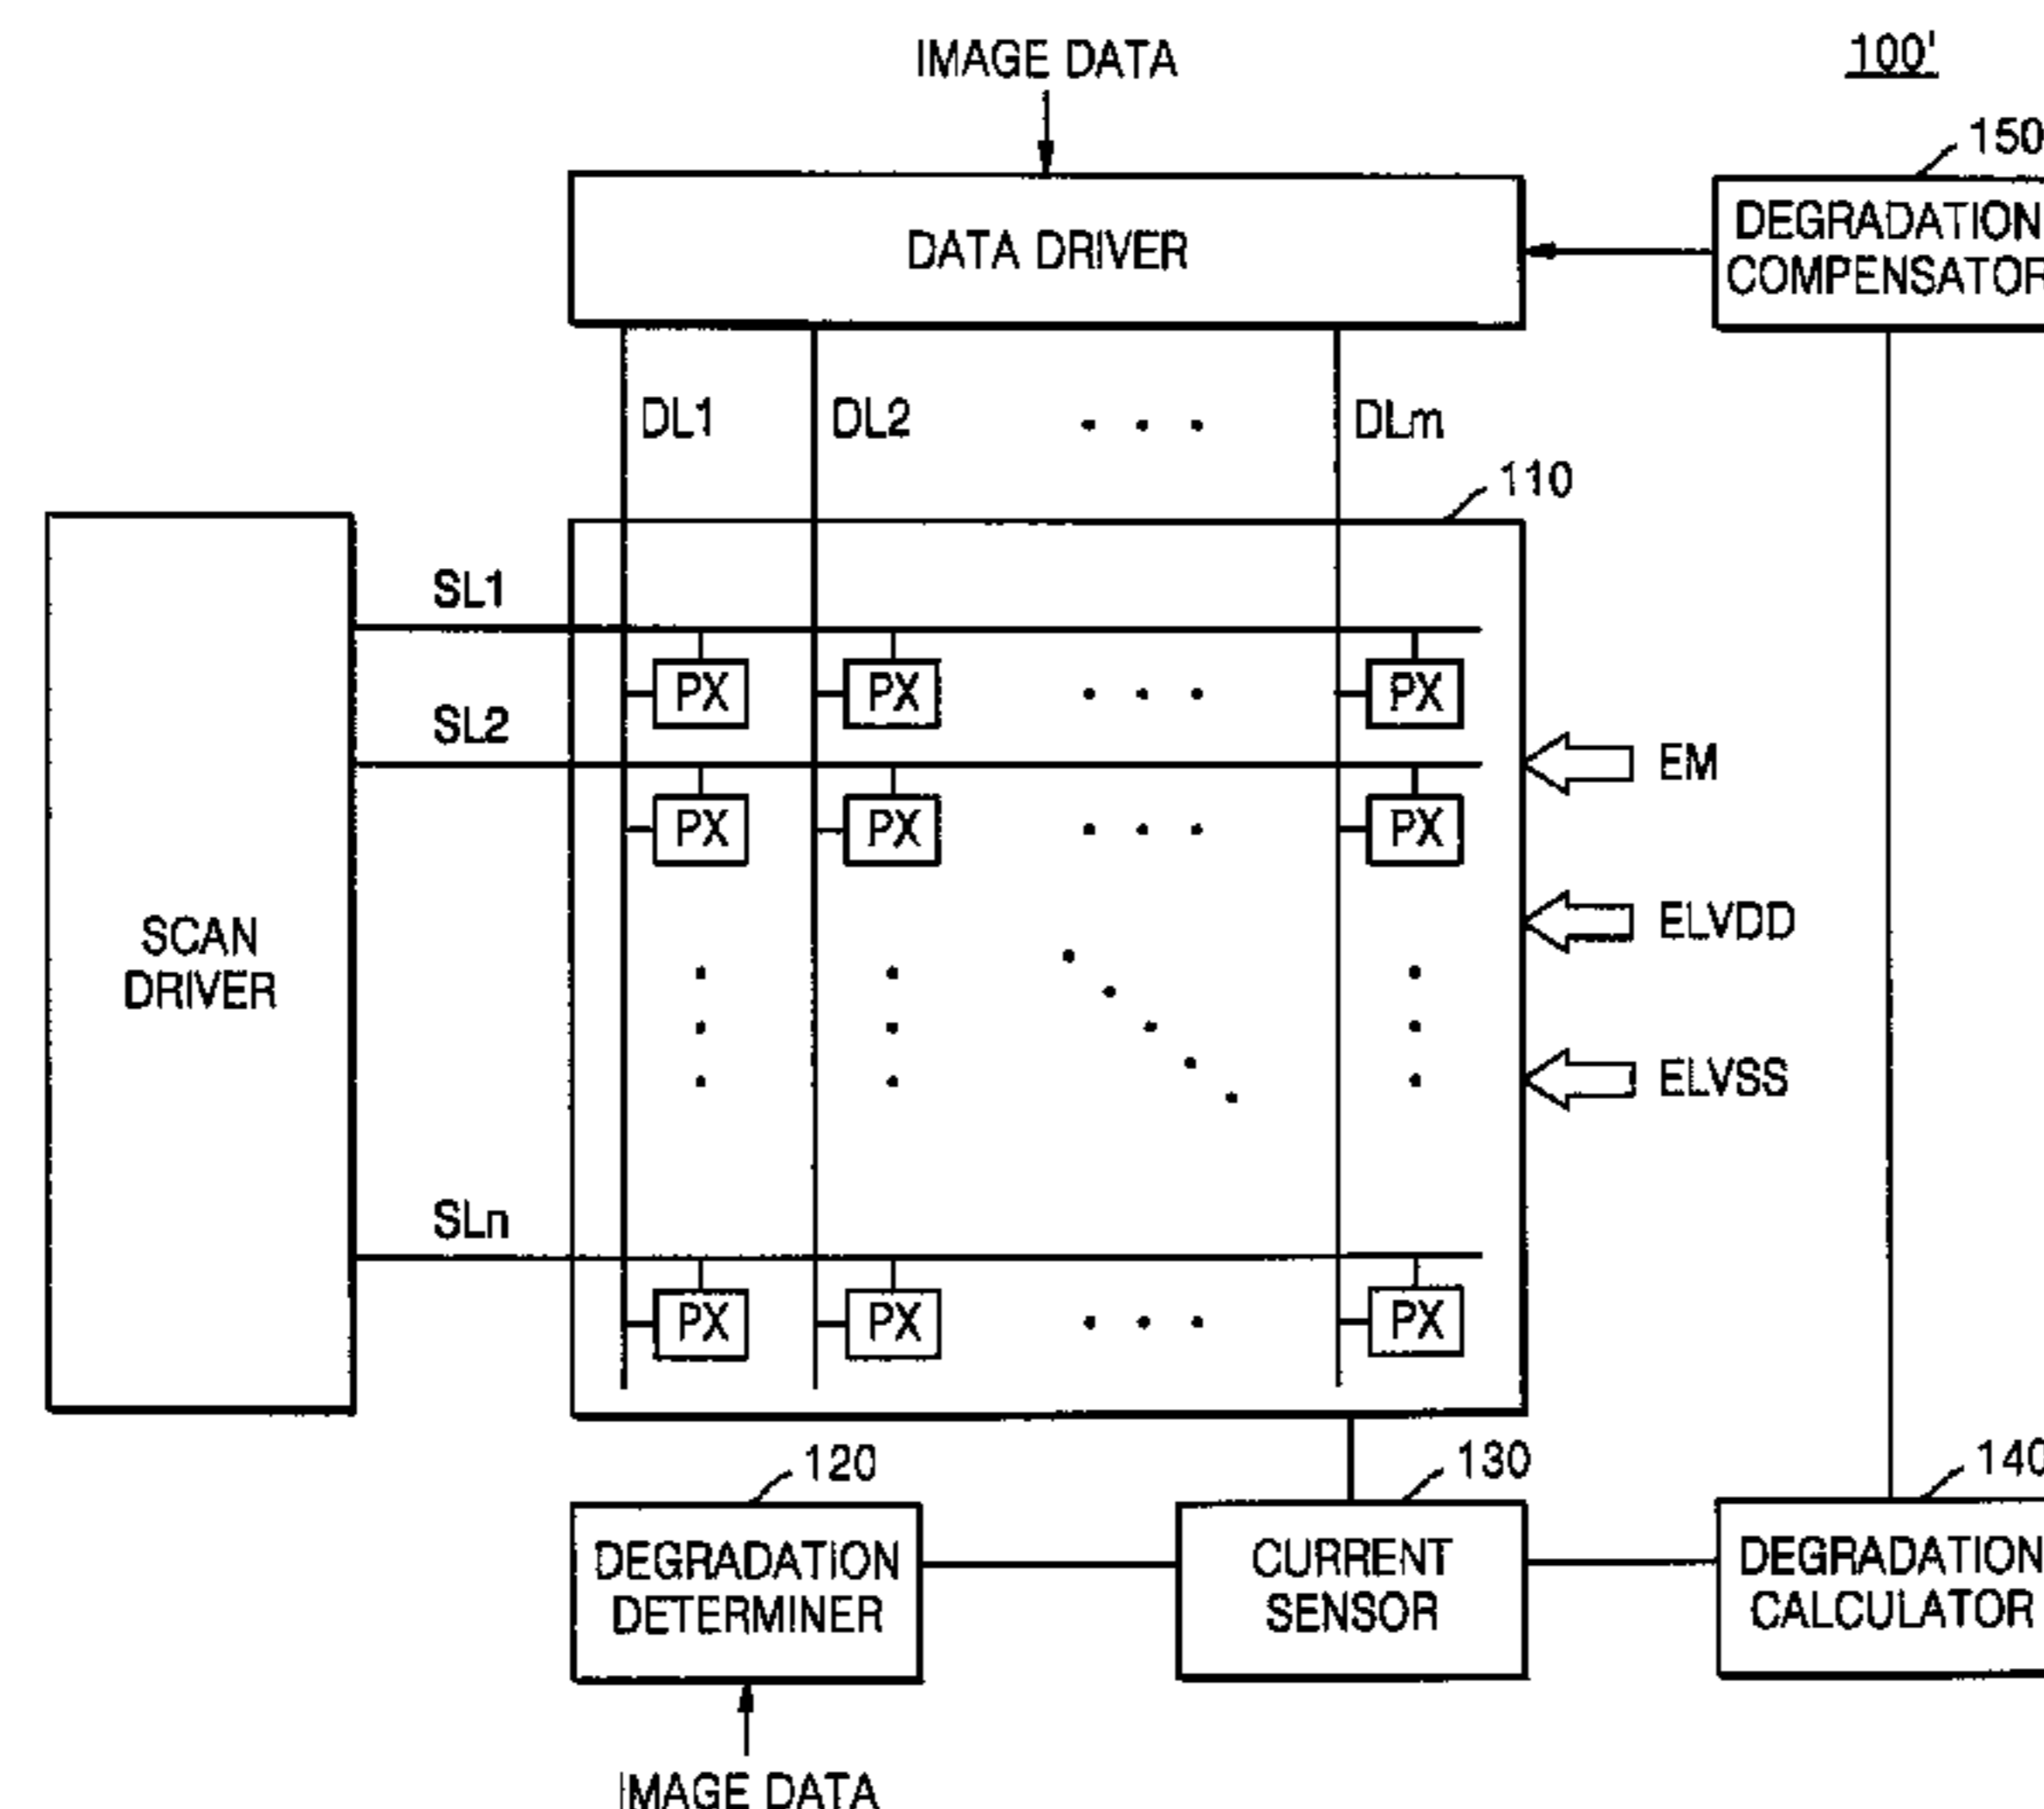 IMAGE DATA
100'
150
DATA DRIVER
DEGRADATION
COMPENSATOR
DL1 DL2 DLm
110
SL1
PX PX PX
SL2
EM
PX PX PX
ELVDD
SCAN
DRIVER
ELVSS
SLn
PX PX PX
120 130 140
DEGRADATION
DETERMINER
CURRENT
SENSOR
DEGRADATION
CALCULATOR
IMAGE DATA